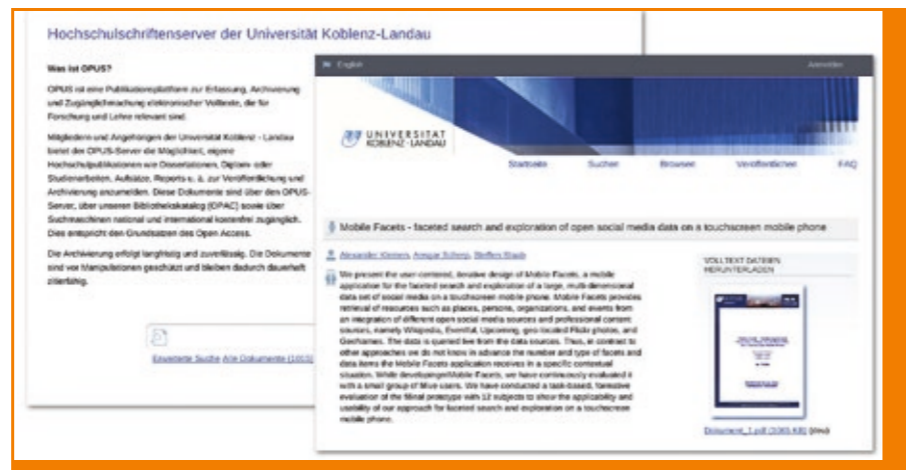 Hochschulschriftenserver der Universität Koblenz-Landau
Was ist OPUS?
OPUS ist eine Publikationsplattform zur Erfassung, Archivierung
und Zugänglichmachung elektronischer Volltexte, die für
Forschung und Lehre relevant sind.
Mitgliedern und Angehörigen der Universität Koblenz - Landau
bietet der OPUS-Server die Möglichkeit, eigene
Hochschulpublikationen wie Dissertationen, Diplom- oder
Studienarbeiten, Aufsätze, Reports u. ä. zur Veröffentlichung und
Archivierung anzumelden. Diese Dokumente sind über den OPUS-
Server, über unseren Bibliothekskatalog (OPAC) sowie über
Suchmaschinen national und international kostenfrei zugänglich.
Dies entspricht den Grundsätzen des Open Access.
Die Archivierung erfolgt langfristig und zuverlässig. Die Dokumente
sind vor Manipulationen geschützt und bleiben dadurch dauerhaft
zitierfähig.
Erweiterte Suche Alle Dokumente (1015)
English
Anmelden
UNIVERSITÄT
KOBLENZ · LANDAU
Startseite Suchen Browsen Veröffentlichen FAQ
Mobile Facets - faceted search and exploration of open social media data on a touchscreen mobile phone
Alexander Kleinen, Ansgar Scherp, Steffen Staab
We present the user-centered, iterative design of Mobile Facets, a mobile
application for the faceted search and exploration of a large, multi-dimensional
data set of social media on a touchscreen mobile phone. Mobile Facets provides
retrieval of resources such as places, persons, organizations, and events from
an integration of different open social media sources and professional content
sources, namely Wikipedia, Eventful, Upcoming, geo-located Flickr photos, and
GeoNames. The data is queried live from the data sources. Thus, in contrast to
other approaches we do not know in advance the number and type of facets and
data items the Mobile Facets application receives in a specific contextual
situation. While developingerMobile Facets, we have continuously evaluated it
with a small group of fifive users. We have conducted a task-based, formative
evaluation of the fifinal prototype with 12 subjects to show the applicability and
usability of our approach for faceted search and exploration on a touchscreen
mobile phone.
VOLLTEXT DATEIEN
HERUNTERLADEN
Document_1.pdf (1065 KB) (deu)